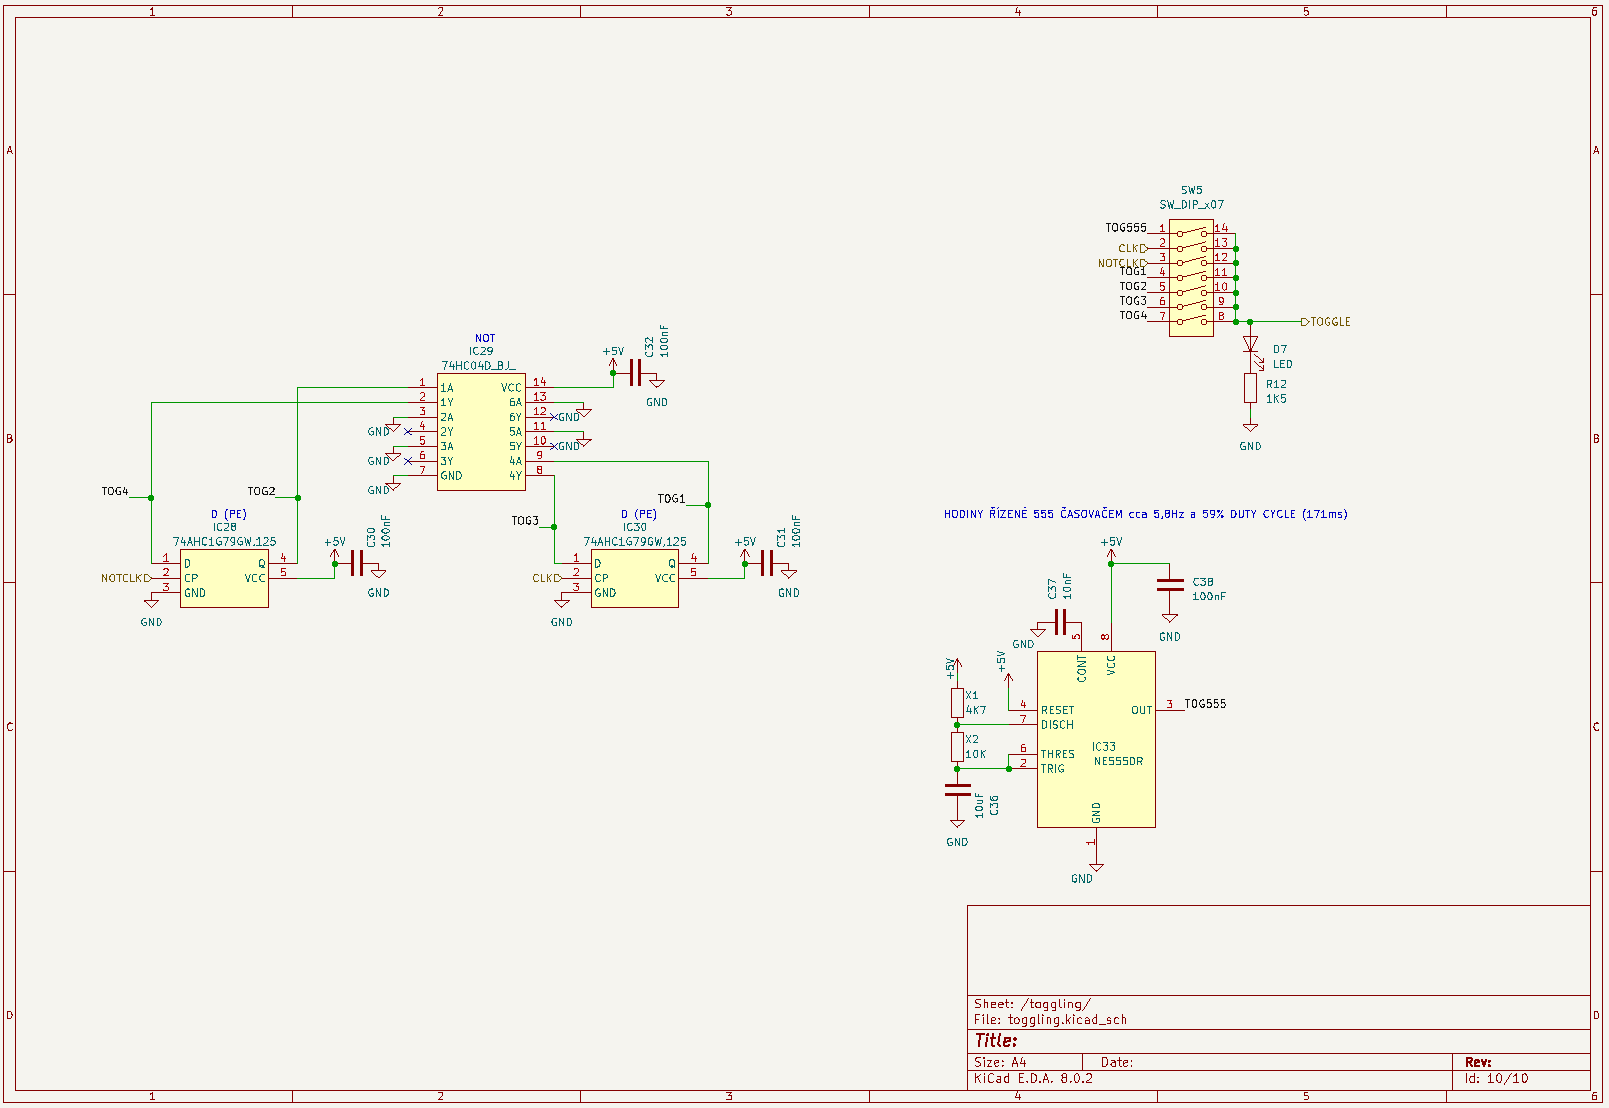 1 2 3 4 5 6
A
A
SW5
SW_DIP_x07
TOG555 1 14
CLK 2 13
NOTCLK 3 12
TOG1 4 11
TOG2 5 10
TOG3 6 9
TOG4 7 8
TOGGLE
D7
LED
R12
1K5
GND
NOT
IC29
74HC04D_BJ_
+5V
C32
100nF
GND
1 1A VCC 14
2 1Y 6A 13
GND 3 2A 6Y 12 GND
4 2Y 5A 11
GND 5 3A 5Y 10 GND
6 3Y 4A 9
GND 7 GND 4Y 8
B
B
TOG4
TOG2
D (PE)
IC28
74AHC1G79GW,125
1 D Q 4
NOTCLK 2 CP VCC 5
3 GND
GND
+5V
C30
100nF
GND
TOG3
TOG1
D (PE)
IC30
74AHC1G79GW,125
1 D Q 4
CLK 2 CP VCC 5
3 GND
GND
+5V
C31
100nF
GND
HODINY ŘÍZENÉ 555 ČASOVAČEM cca 5,8Hz a 59% DUTY CYCLE (171ms)
+5V
C37
10nF
GND
C38
100nF
GND
5 8
CONT VCC
+5V
+5V
X1
4K7
X2
10K
4 RESET
7 DISCH
6 THRES
2 TRIG
OUT 3 TOG555
IC33
NE555DR
GND
1
GND
10uF
C36
GND
C
C
D
D
Sheet: /toggling/
File: toggling.kicad_sch
Title:
Size: A4 Date: Rev:
KiCad E.D.A. 8.0.2 Id: 10/10
1 2 3 4 5 6